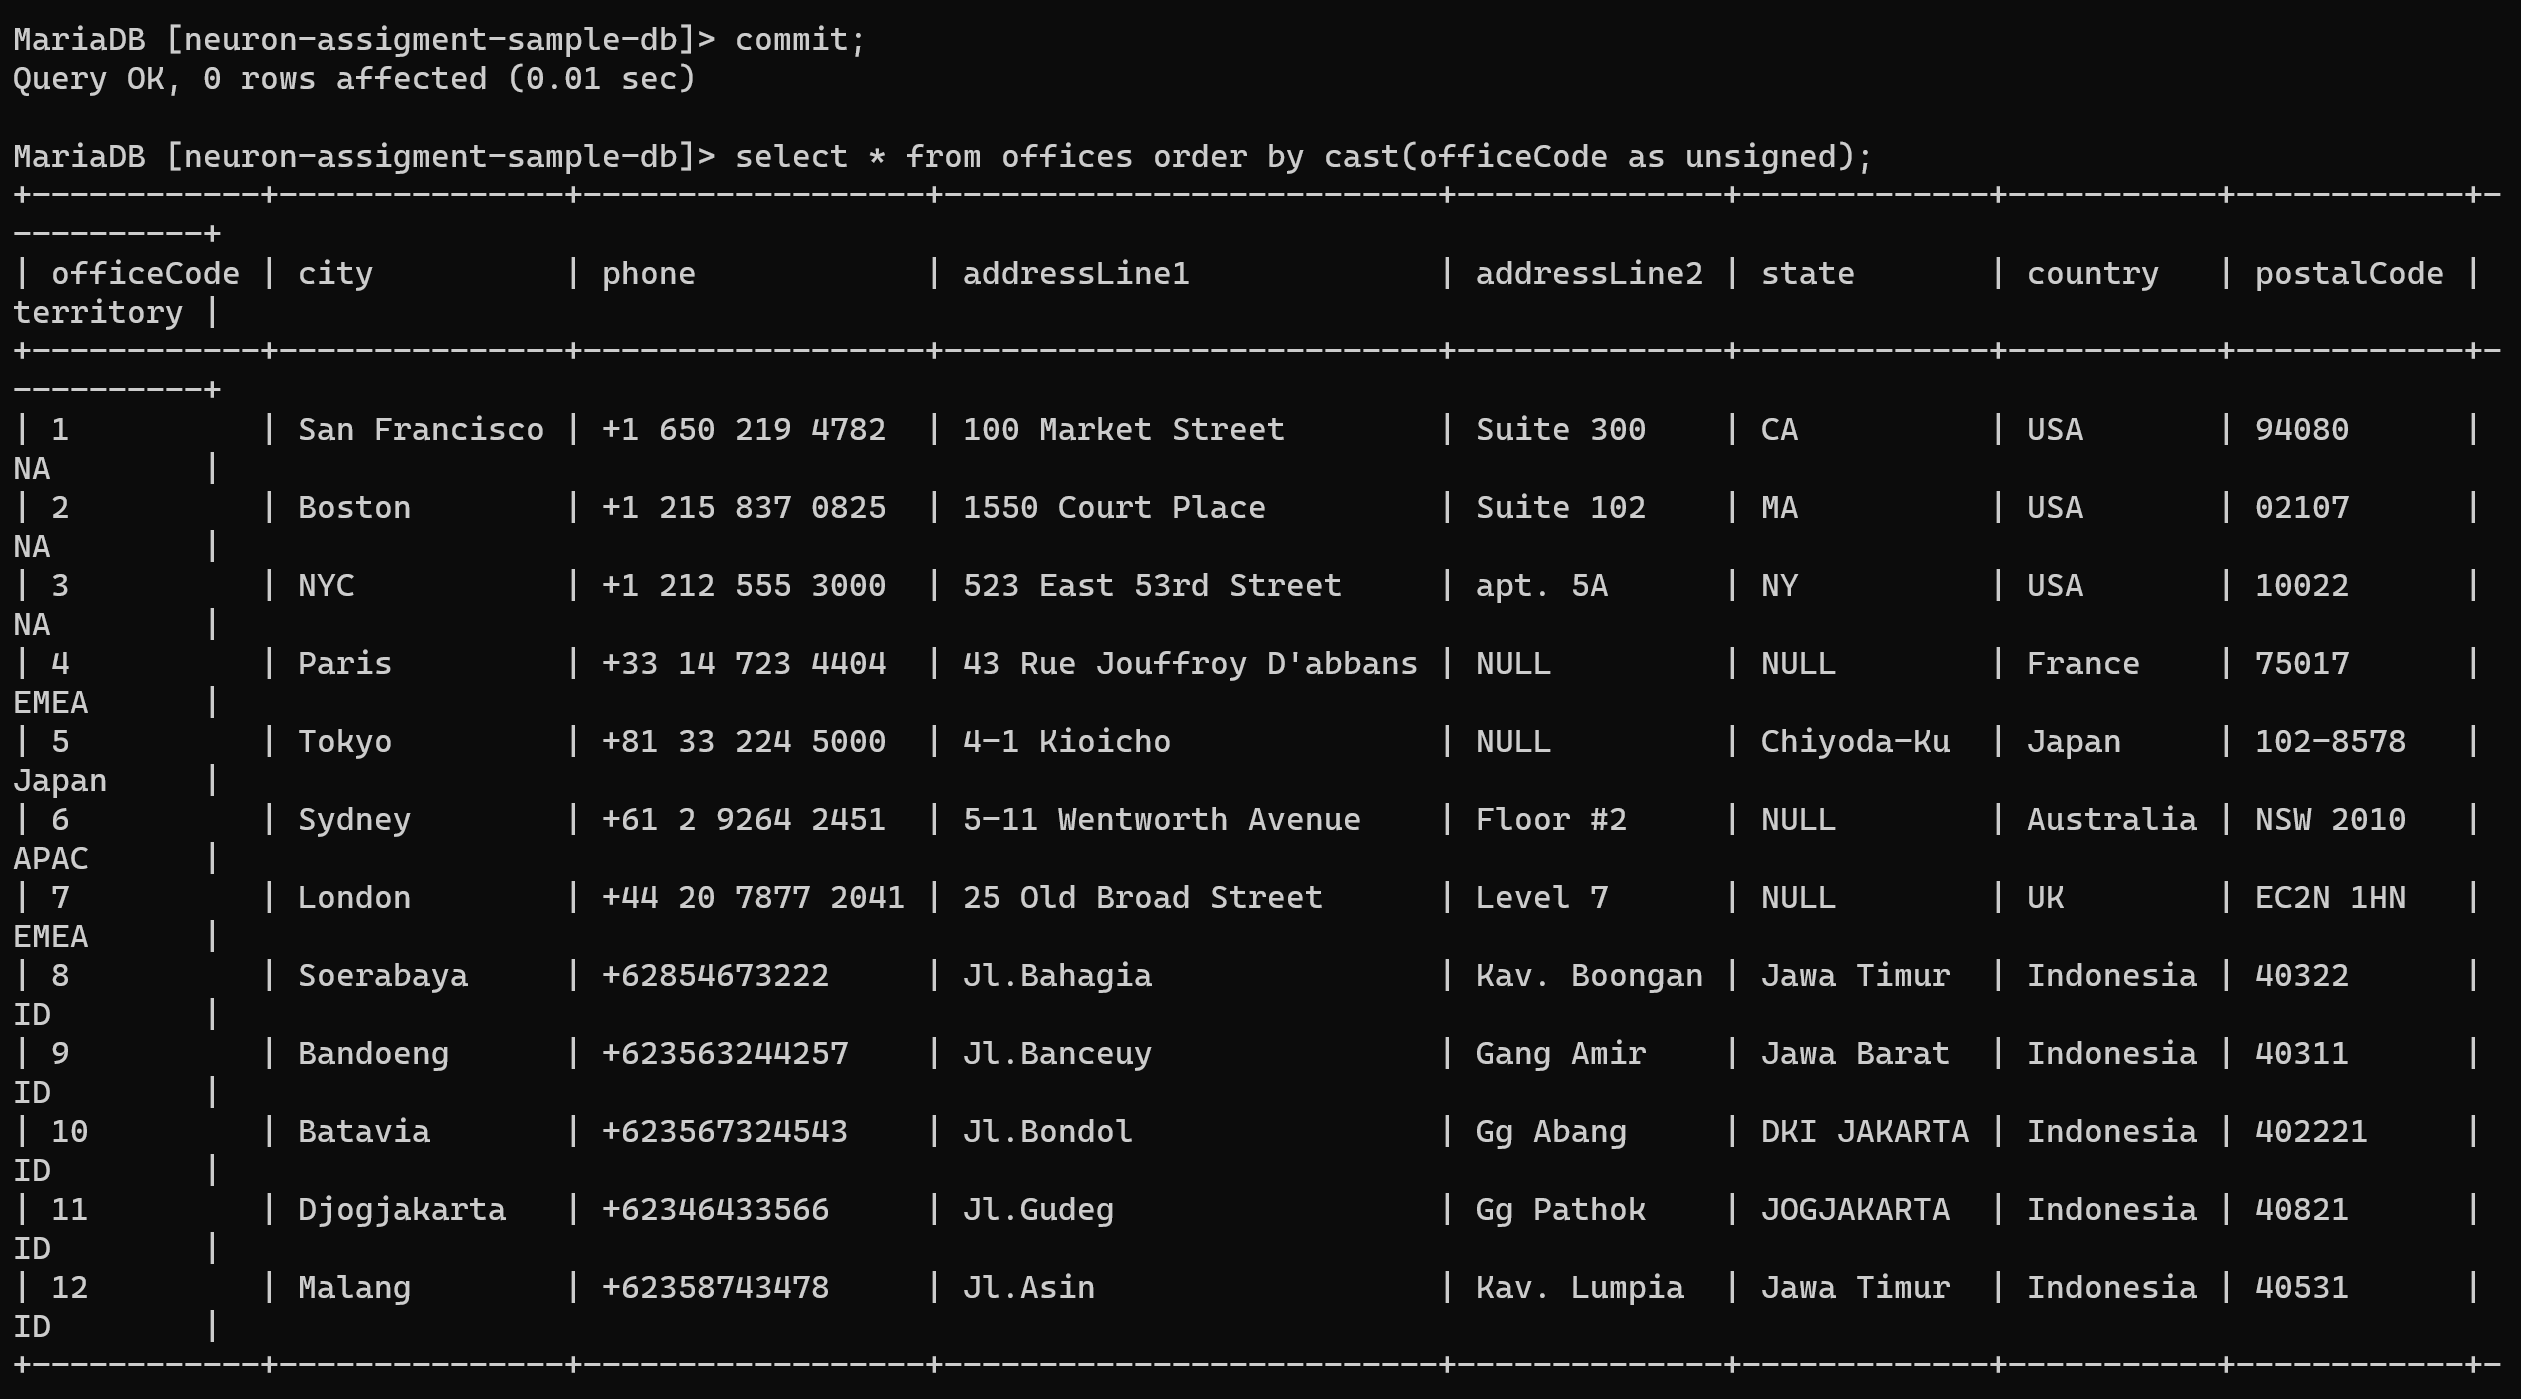 MariaDB [neuron-assigment-sample-db]> commit;
Query OK, 0 rows affected (0.01 sec)

MariaDB [neuron-assigment-sample-db]> select * from offices order by cast(officeCode as unsigned);
+------------+---------------+------------------+--------------------------+--------------+-------------+-----------+------------+-
----------+
| officeCode | city          | phone            | addressLine1             | addressLine2 | state       | country   | postalCode |
territory |
+------------+---------------+------------------+--------------------------+--------------+-------------+-----------+------------+-
----------+
| 1          | San Francisco | +1 650 219 4782  | 100 Market Street        | Suite 300    | CA          | USA       | 94080      |
NA        |
| 2          | Boston        | +1 215 837 0825  | 1550 Court Place         | Suite 102    | MA          | USA       | 02107      |
NA        |
| 3          | NYC           | +1 212 555 3000  | 523 East 53rd Street     | apt. 5A      | NY          | USA       | 10022      |
NA        |
| 4          | Paris         | +33 14 723 4404  | 43 Rue Jouffroy D'abbans | NULL         | NULL        | France    | 75017      |
EMEA      |
| 5          | Tokyo         | +81 33 224 5000  | 4-1 Kioicho              | NULL         | Chiyoda-Ku  | Japan     | 102-8578   |
Japan     |
| 6          | Sydney        | +61 2 9264 2451  | 5-11 Wentworth Avenue    | Floor #2     | NULL        | Australia | NSW 2010   |
APAC      |
| 7          | London        | +44 20 7877 2041 | 25 Old Broad Street      | Level 7      | NULL        | UK        | EC2N 1HN   |
EMEA      |
| 8          | Soerabaya     | +62854673222     | Jl.Bahagia               | Kav. Boongan | Jawa Timur  | Indonesia | 40322      |
ID        |
| 9          | Bandoeng      | +623563244257    | Jl.Banceuy               | Gang Amir    | Jawa Barat  | Indonesia | 40311      |
ID        |
| 10         | Batavia       | +623567324543    | Jl.Bondol                | Gg Abang     | DKI JAKARTA | Indonesia | 402221     |
ID        |
| 11         | Djogjakarta   | +62346433566     | Jl.Gudeg                 | Gg Pathok    | JOGJAKARTA  | Indonesia | 40821      |
ID        |
| 12         | Malang        | +62358743478     | Jl.Asin                  | Kav. Lumpia  | Jawa Timur  | Indonesia | 40531      |
ID        |
+------------+---------------+------------------+--------------------------+--------------+-------------+-----------+------------+-